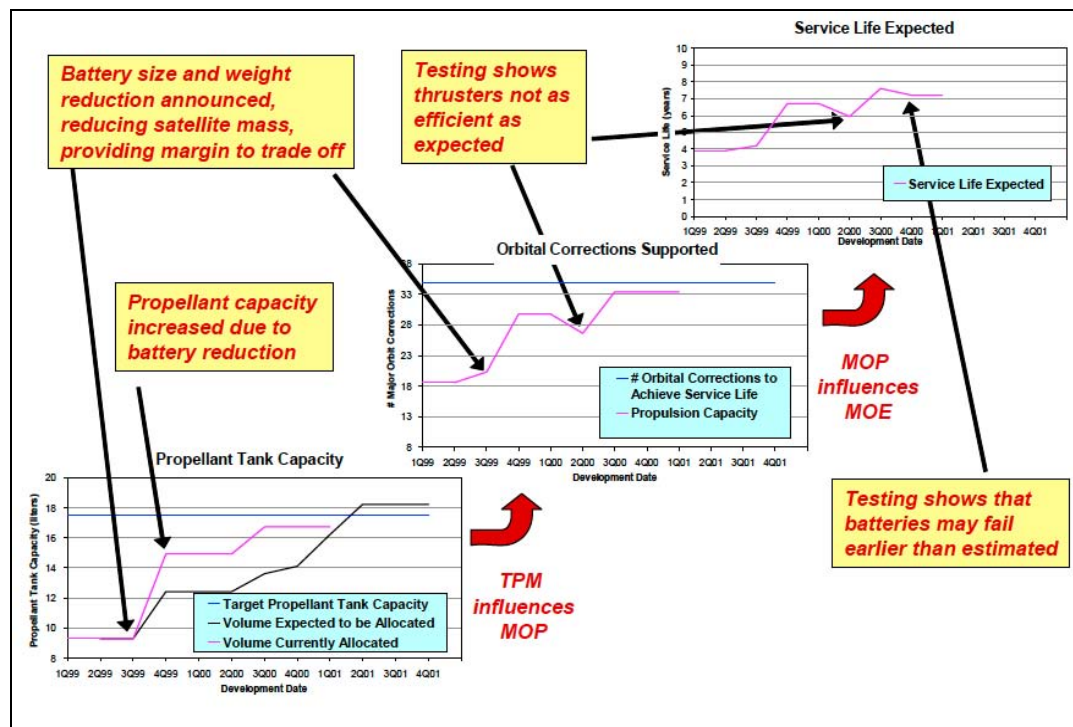 Service Life Expected
Battery size and weight
reduction announced,
reducing satellite mass,
providing margin to trade off
Testing shows
thrusters not as
efficient as
expected
Service Life (years)
10
9
8
7
6
5
4
3
2
1
0
Service Life Expected
1Q99 2Q99 3Q99 4Q99 1Q00 2Q00 3Q00 4Q00 1Q01 2Q01 3Q01 4Q01
Development Date
Orbital Corrections Supported
Propellant capacity
increased due to
battery reduction
# Major Orbit Corrections
38
33
28
23
18
13
8
# Orbital Corrections to
Achieve Service Life
Propulsion Capacity
1Q99 2Q99 3Q99 4Q99 1Q00 2Q00 3Q00 4Q00 1Q01 2Q01 3Q01 4Q01
Development Date
MOP
influences
MOE
Propellant Tank Capacity
Propellant Tank Capacity (liters)
20
18
16
14
12
10
8
Target Propellant Tank Capacity
Volume Expected to be Allocated
Volume Currently Allocated
1Q99 2Q99 3Q99 4Q99 1Q00 2Q00 3Q00 4Q00 1Q01 2Q01 3Q01 4Q01
Development Date
TPM
influences
MOP
Testing shows that
batteries may fail
earlier than estimated